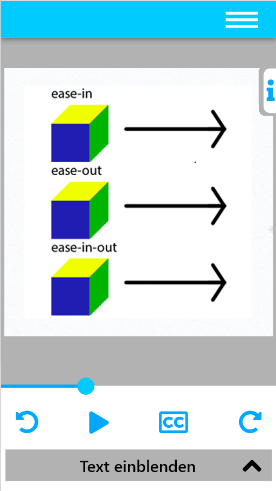 i
ease-in
ease-out
ease-in-out
CC
Text einblenden